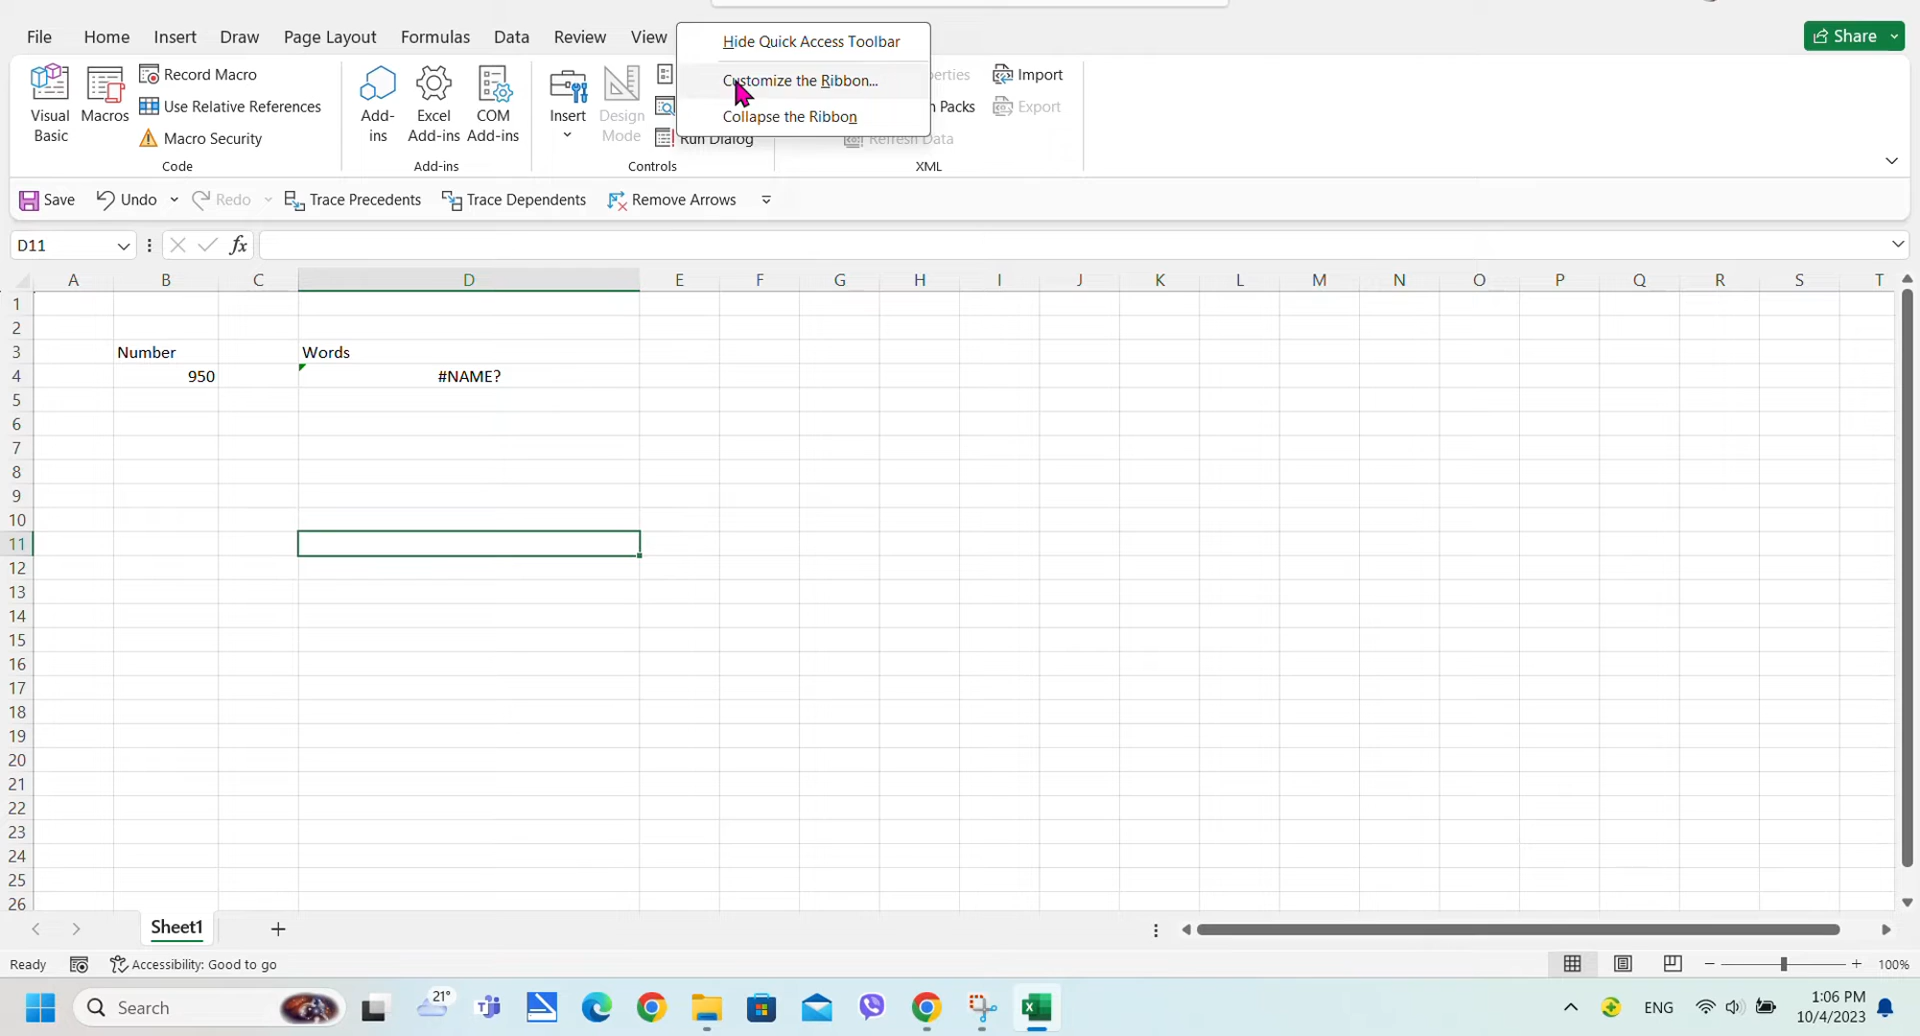 File Home Insert Draw Page Layout Formulas Data Review View
Hide Quick Access Toolbar
Customize the Ribbon...
Collapse the Ribbon
Share
Visual Basic
Macros
Record Macro
Use Relative References
Macro Security
Code
Add-ins
Excel Add-ins
COM Add-ins
Add-ins
Insert
Design Mode
Run Dialog
Controls
Import
Export
Packs
Refresh Data
XML
Save Undo Redo Trace Precedents Trace Dependents Remove Arrows
D11 fx
A B C D E F G H I J K L M N O P Q R S T
1
2
3 Number Words
4 950 #NAME?
5
6
7
8
9
10
11
12
13
14
15
16
17
18
19
20
21
22
23
24
25
26
Sheet1
Ready Accessibility: Good to go 100%
Search 21° ENG 1:06 PM
10/4/2023